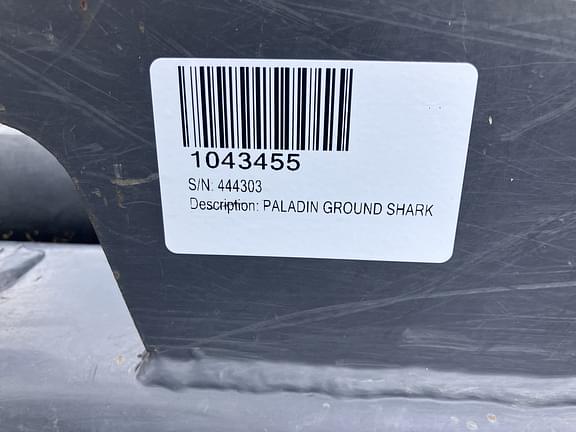 1043455
S/N: 444303
Description: PALADIN GROUND SHARK